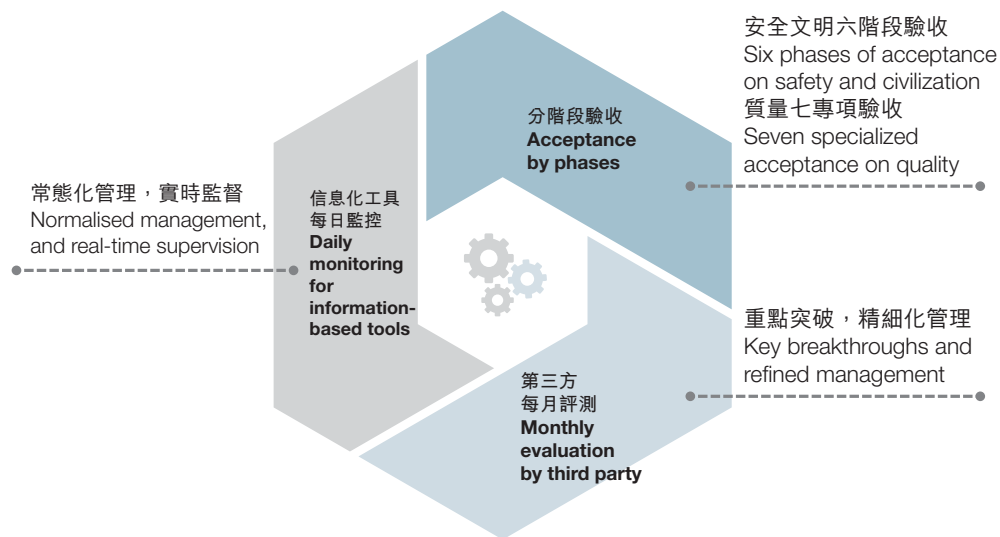 安全文明六階段驗收
Six phases of acceptance
on safety and civilization
質量七專項驗收
Seven specialized
acceptance on quality
分階段驗收
Acceptance
by phases
常態化管理，實時監督
Normalised management,
and real-time supervision
信息化工具
每日監控
Daily
monitoring
for
information-
based tools
重點突破，精細化管理
Key breakthroughs and
refined management
第三方
每月評測
Monthly
evaluation
by third party